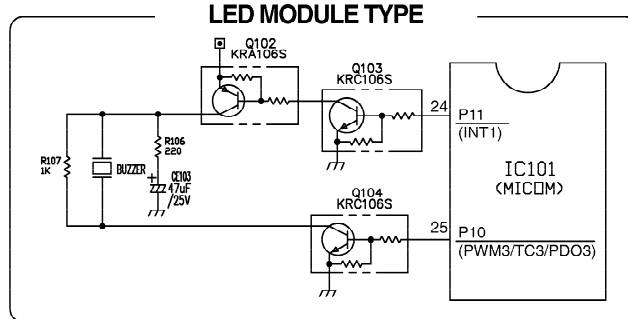 LED MODULE TYPE
Q102
KRA106S
Q103
KRC106S
24
P11
(INT1)
R106
220
R107
1K
BUZZER
CE103
+
47uF
/25V
IC101
(MICOM)
Q104
KRC106S
25
P10
(PWM3/TC3/PDO3)